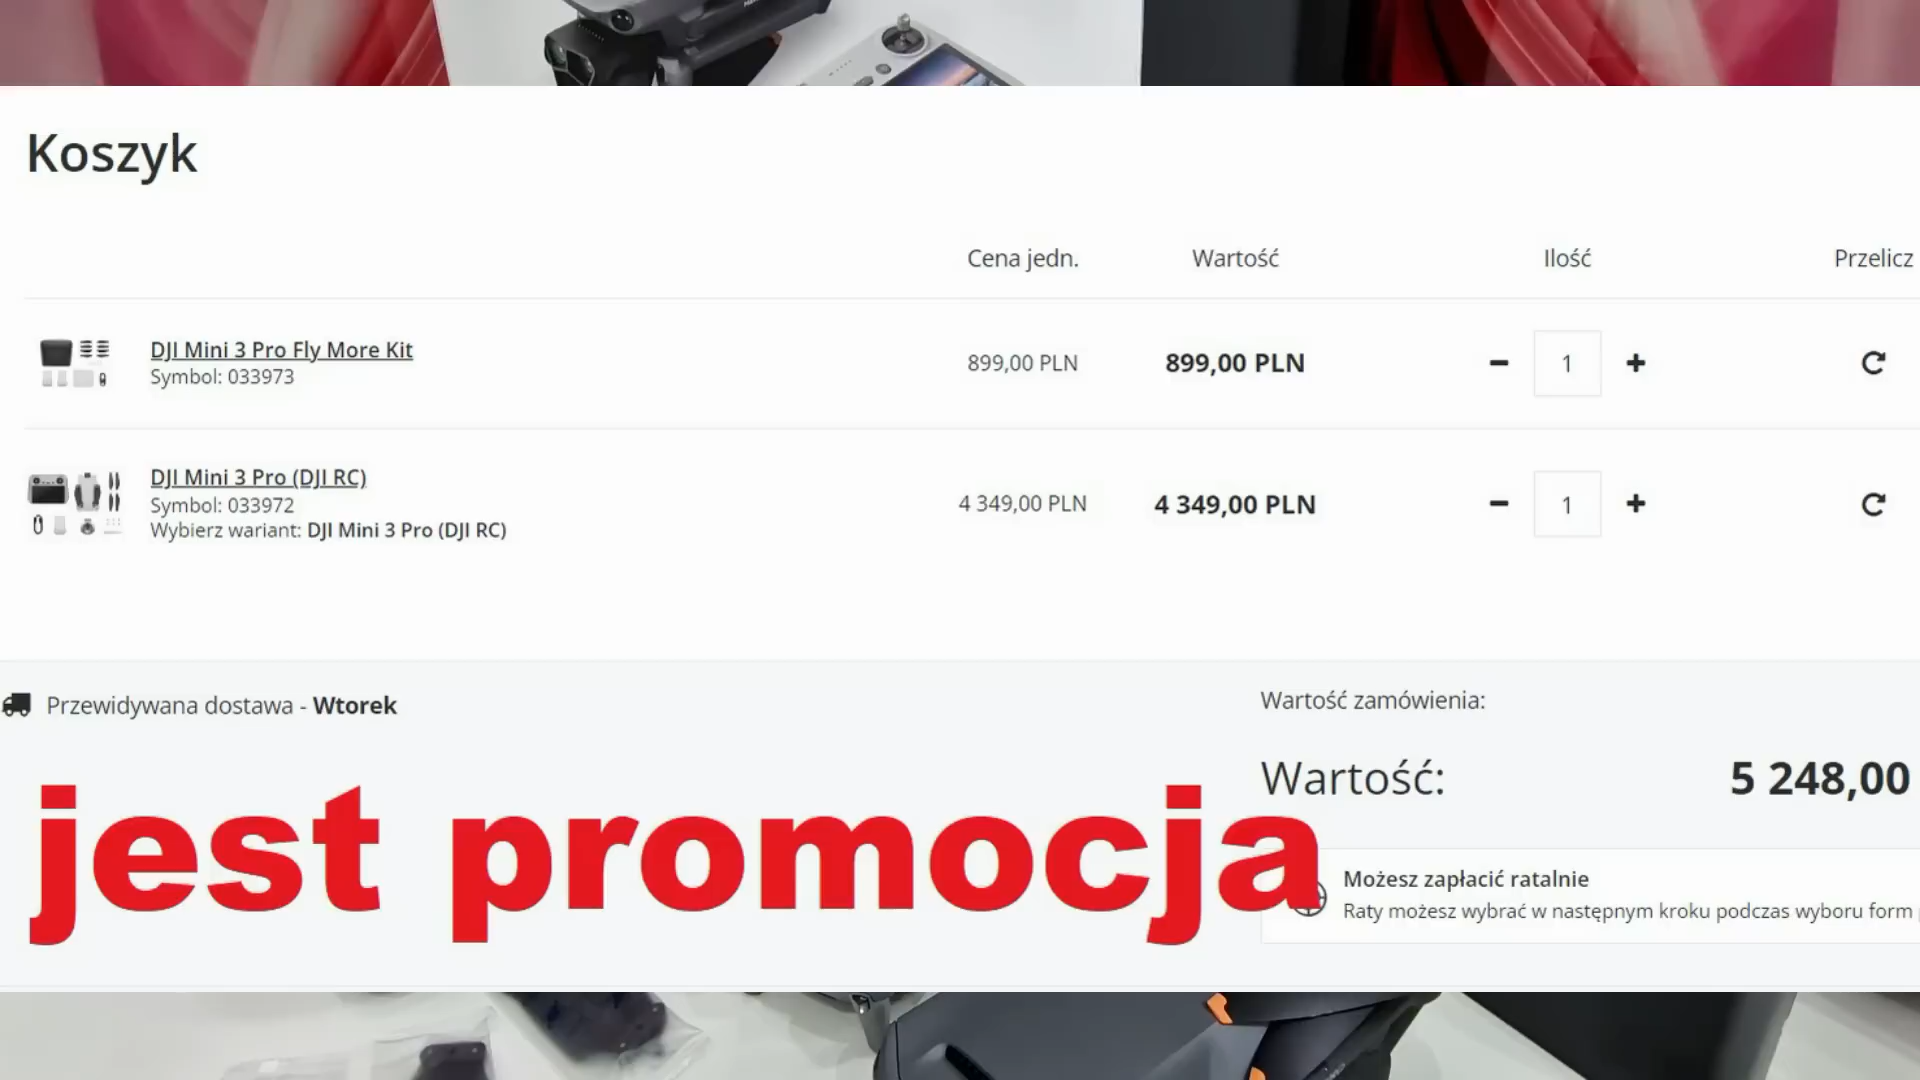 Koszyk
Cena jedn. Wartość Ilość Przelicz
DJI Mini 3 Pro Fly More Kit
Symbol: 033973
899,00 PLN 899,00 PLN 1
DJI Mini 3 Pro (DJI RC)
Symbol: 033972
Wybierz wariant: DJI Mini 3 Pro (DJI RC)
4 349,00 PLN 4 349,00 PLN 1
Przewidywana dostawa - Wtorek
Wartość zamówienia:
Wartość: 5 248,00
jest promocja
Możesz zapłacić ratalnie
Raty możesz wybrać w następnym kroku podczas wyboru form